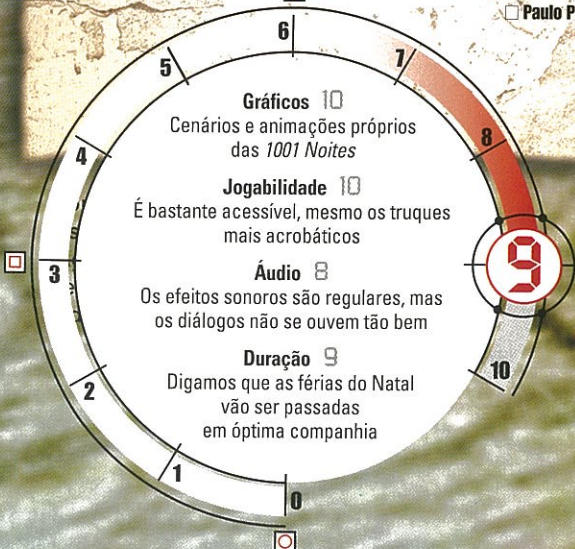 Paulo P
6
5
7
4
8
3
9
2
10
1
0
Gráficos 10
Cenários e animações próprios
das 1001 Noites
Jogabilidade 10
É bastante acessível, mesmo os truques
mais acrobáticos
Áudio 8
Os efeitos sonoros são regulares, mas
os diálogos não se ouvem tão bem
Duração 9
Digamos que as férias do Natal
vão ser passadas
em óptima companhia